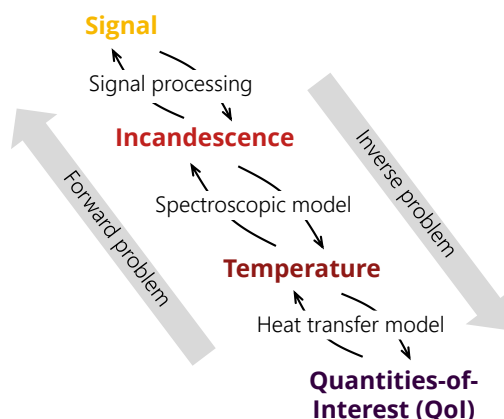 Signal
Signal processing
Incandescence
Inverse problem
Forward problem
Spectroscopic model
Temperature
Heat transfer model
Quantities-of-
Interest (QoI)